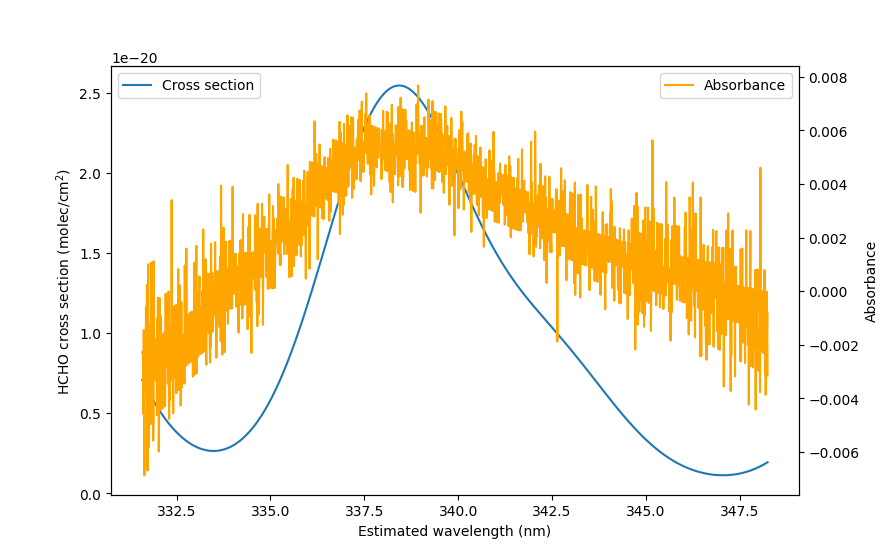 1e−20
Cross section
Absorbance
2.5
2.0
1.5
1.0
0.5
0.0
HCHO cross section (molec/cm²)
0.008
0.006
0.004
0.002
0.000
−0.002
−0.004
−0.006
Absorbance
332.5 335.0 337.5 340.0 342.5 345.0 347.5
Estimated wavelength (nm)